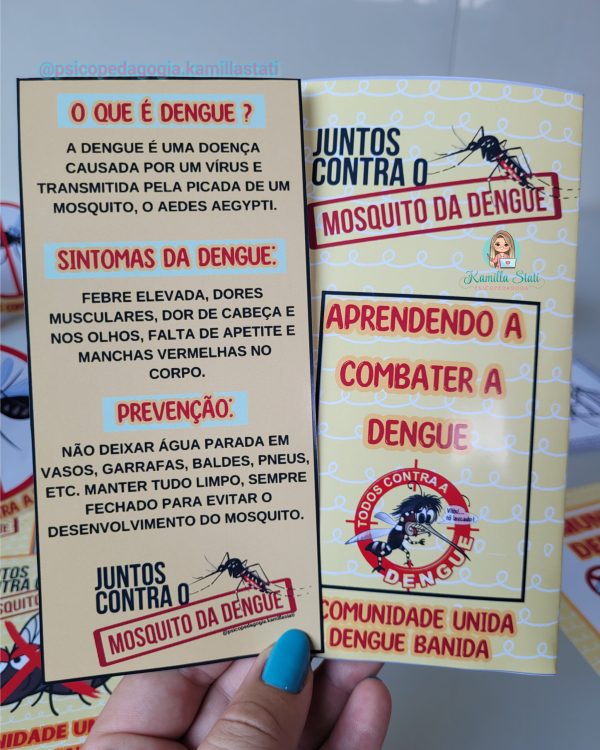 @psicopedagogia.kamillastati
O QUE É DENGUE ?
A DENGUE É UMA DOENÇA
CAUSADA POR UM VÍRUS E
TRANSMITIDA PELA PICADA DE UM
MOSQUITO, O AEDES AEGYPTI.
SINTOMAS DA DENGUE:
FEBRE ELEVADA, DORES
MUSCULARES, DOR DE CABEÇA E
NOS OLHOS, FALTA DE APETITE E
MANCHAS VERMELHAS NO
CORPO.
PREVENÇÃO:
NÃO DEIXAR ÁGUA PARADA EM
VASOS, GARRAFAS, BALDES, PNEUS,
ETC. MANTER TUDO LIMPO, SEMPRE
FECHADO PARA EVITAR O
DESENVOLVIMENTO DO MOSQUITO.
JUNTOS
CONTRA O
MOSQUITO DA DENGUE
@psicopedagogia.kamillastati
JUNTOS
CONTRA O
MOSQUITO DA DENGUE
Kamilla Stati
PSICOPEDAGOGA
APRENDENDO A
COMBATER A
DENGUE
TODOS CONTRA A
DENGUE
COMUNIDADE UNIDA
DENGUE BANIDA